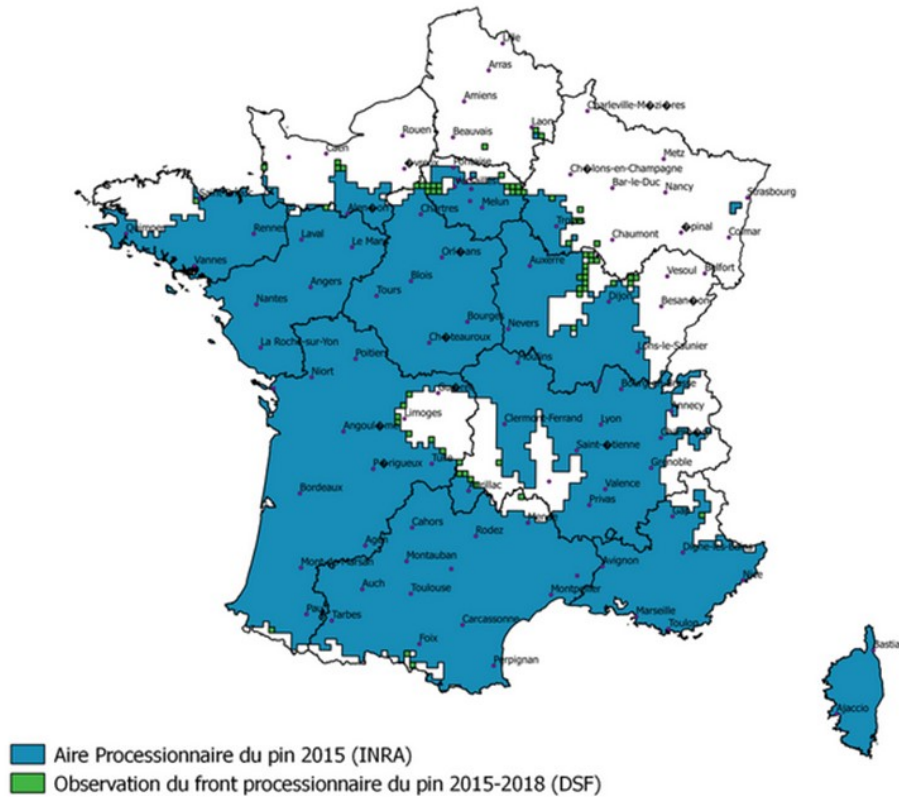 Lille
Arras
Amiens
Charleville-M�zi�res
Laon
Rouen
Beauvais
Caen
Metz
Ch�lons-en-Champagne
Bar-le-Duc
Nancy
Strasbourg
Alen�on
Chartres
Melun
Troyes
�pinal
Colmar
Quimper
Rennes
Laval
Le Mans
Orl�ans
Auxerre
Chaumont
Vesoul
Belfort
Vannes
Angers
Blois
Tours
Dijon
Besan�on
Nantes
Bourges
Nevers
Ch�teauroux
Lons-le-Saunier
La Roche-sur-Yon
Poitiers
Moulins
Niort
Annecy
Limoges
Clermont-Ferrand
Lyon
Angoul�me
Saint-�tienne
P�rigueux
Grenoble
Bordeaux
Valence
Privas
Cahors
Rodez
Agen
Mont-de-Marsan
Montauban
Avignon
Nice
Auch
Toulouse
Montpellier
Pau
Tarbes
Marseille
Toulon
Carcassonne
Foix
Perpignan
Bastia
Ajaccio
Aire Processionnaire du pin 2015 (INRA)
Observation du front processionnaire du pin 2015-2018 (DSF)